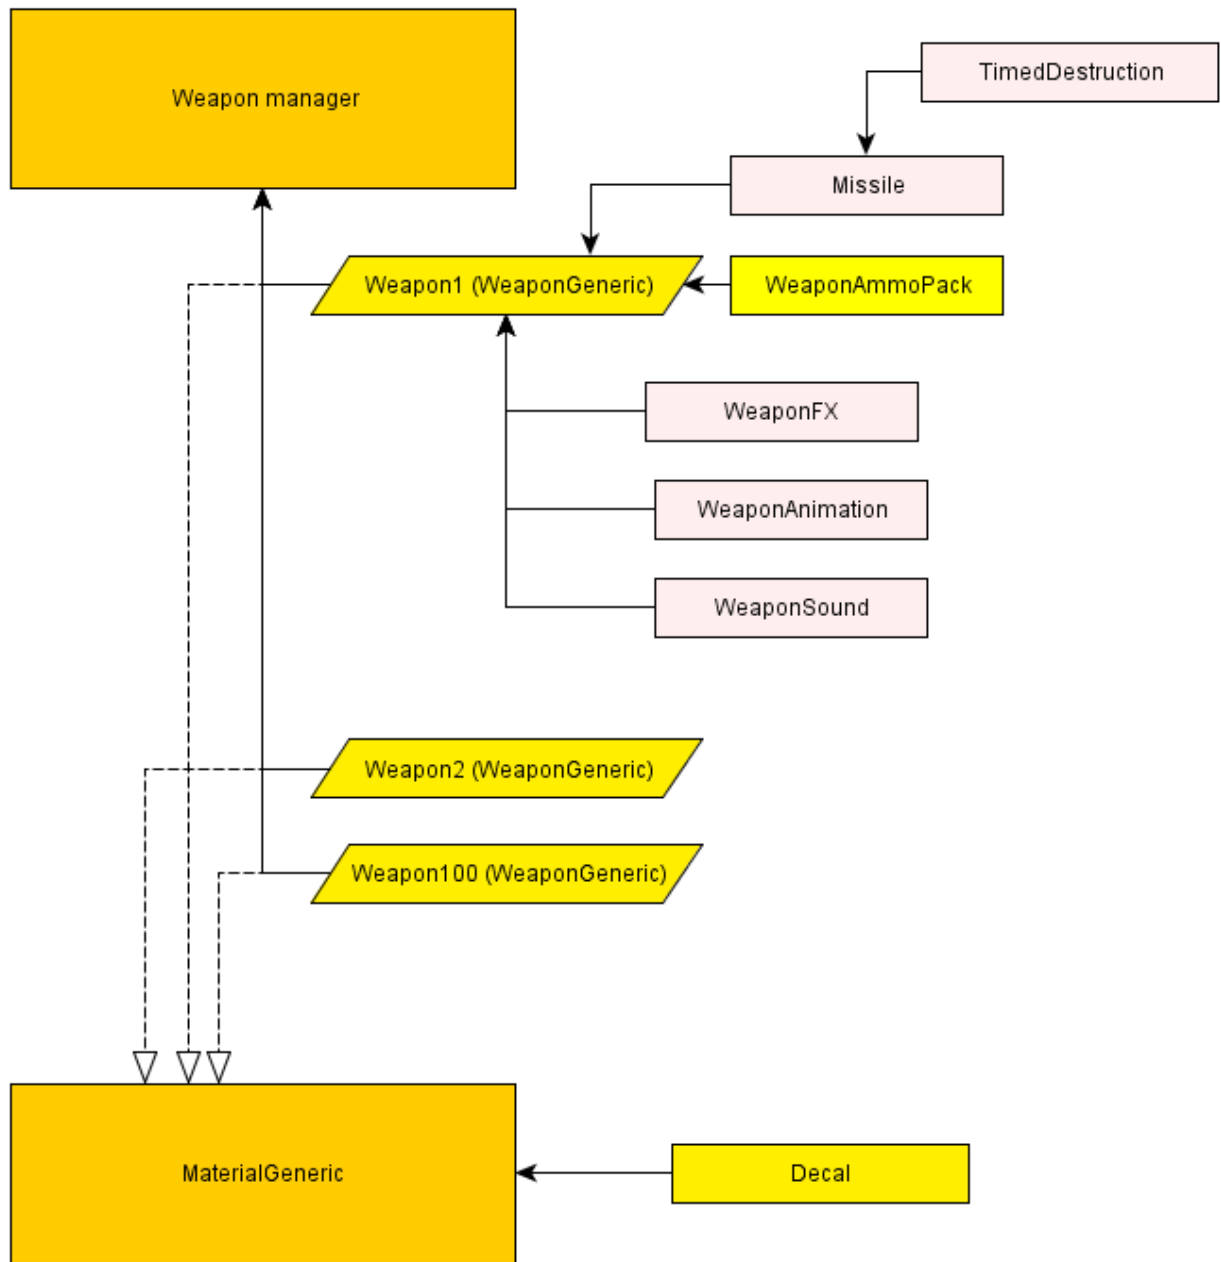 Weapon manager
TimedDestruction
Missile
Weapon1 (WeaponGeneric)
WeaponAmmoPack
WeaponFX
WeaponAnimation
WeaponSound
Weapon2 (WeaponGeneric)
Weapon100 (WeaponGeneric)
MaterialGeneric
Decal